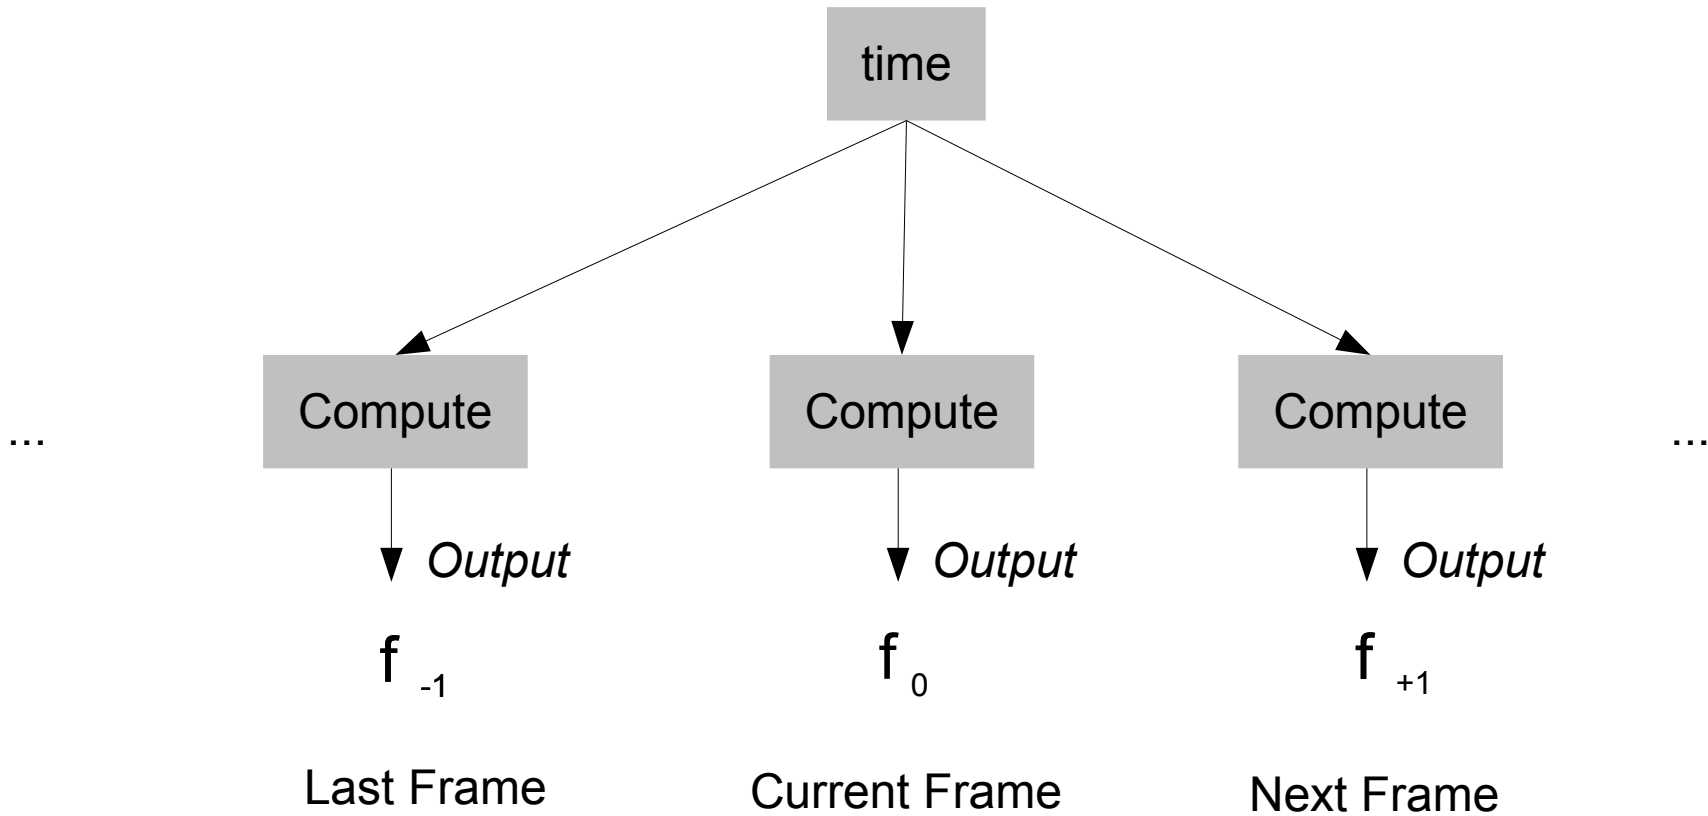 time
Compute
Compute
Compute
...
...
Output
Output
Output
f -1
f 0
f +1
Last Frame
Current Frame
Next Frame